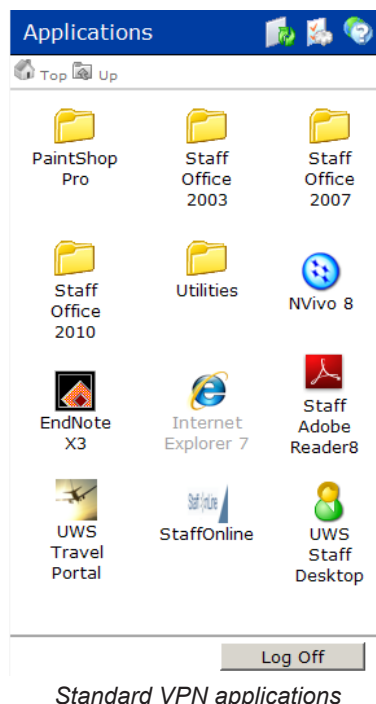 Applications
Top Up
PaintShop Staff Staff
Pro Office Office
2003 2007
Staff Utilities NVivo 8
Office
2010
EndNote Internet Staff
X3 Explorer 7 Adobe
Reader8
UWS StaffOnline UWS
Travel Staff
Portal Desktop
Log Off
Standard VPN applications